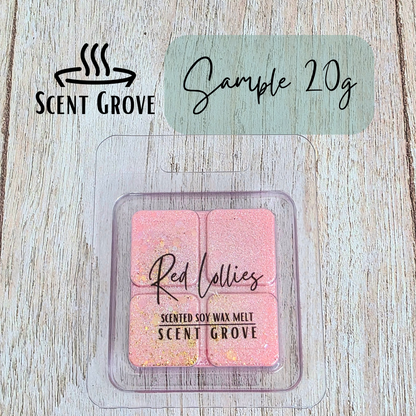 SCENT GROVE
Sample 20g
Red Lollies
SCENTED SOY WAX MELT
SCENT GROVE